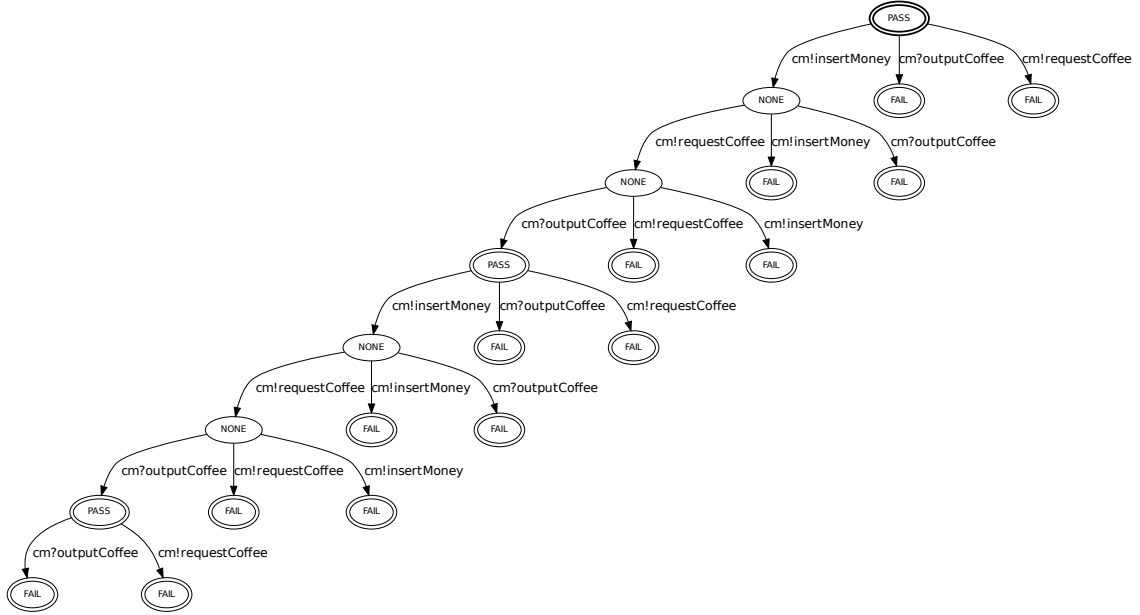 PASS
cm!insertMoney cm?outputCoffee cm!requestCoffee
NONE FAIL FAIL
cm!requestCoffee cm!insertMoney cm?outputCoffee
NONE FAIL FAIL
cm?outputCoffee cm!requestCoffee cm!insertMoney
PASS FAIL FAIL
cm!insertMoney cm?outputCoffee cm!requestCoffee
NONE FAIL FAIL
cm!requestCoffee cm!insertMoney cm?outputCoffee
NONE FAIL FAIL
cm?outputCoffee cm!requestCoffee cm!insertMoney
PASS FAIL FAIL
cm?outputCoffee cm!requestCoffee
FAIL FAIL